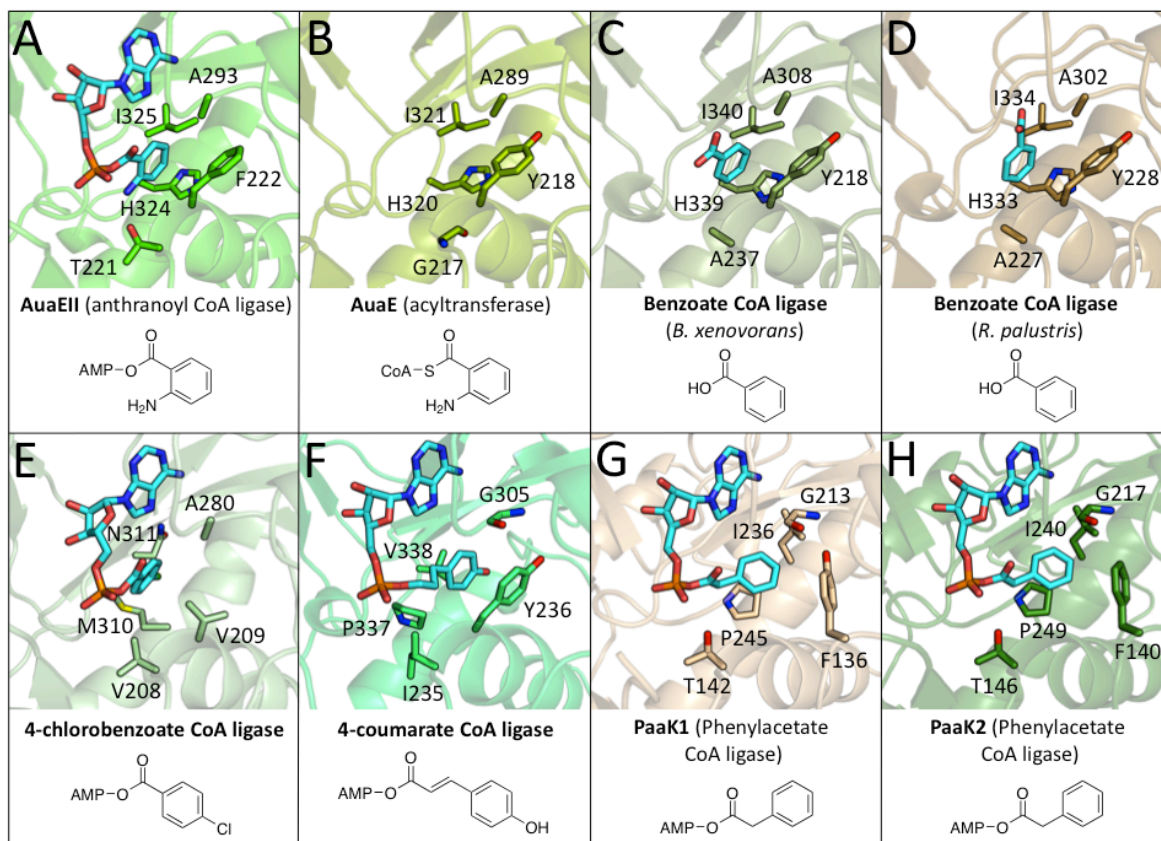 A
A293
I325
F222
H324
T221
AuaEII (anthranoyl CoA ligase)
O
AMP
O
H₂N
B
A289
I321
Y218
H320
G217
AuaE (acyltransferase)
O
CoA
S
H₂N
C
A308
I340
Y218
H339
A237
Benzoate CoA ligase
(B. xenovorans)
O
HO
D
A302
I334
Y228
H333
A227
Benzoate CoA ligase
(R. palustris)
O
HO
E
A280
N311
M310
V209
V208
4-chlorobenzoate CoA ligase
O
AMP
O
Cl
F
G305
V338
Y236
P337
I235
4-coumarate CoA ligase
O
AMP
O
OH
G
G213
I236
P245
F136
T142
PaaK1 (Phenylacetate
CoA ligase)
O
AMP
O
H
G217
I240
P249
F140
T146
PaaK2 (Phenylacetate
CoA ligase)
O
AMP
O